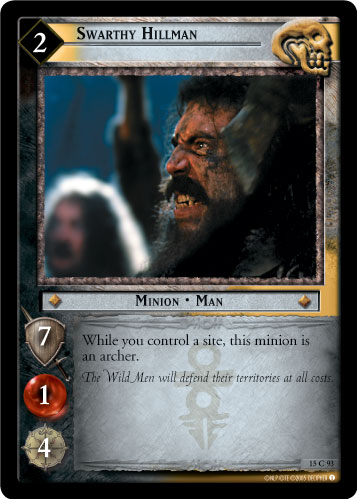 2
Swarthy Hillman
Minion • Man
7
While you control a site, this minion is
an archer.
1
The Wild Men will defend their territories at all costs.
4
15 C 93